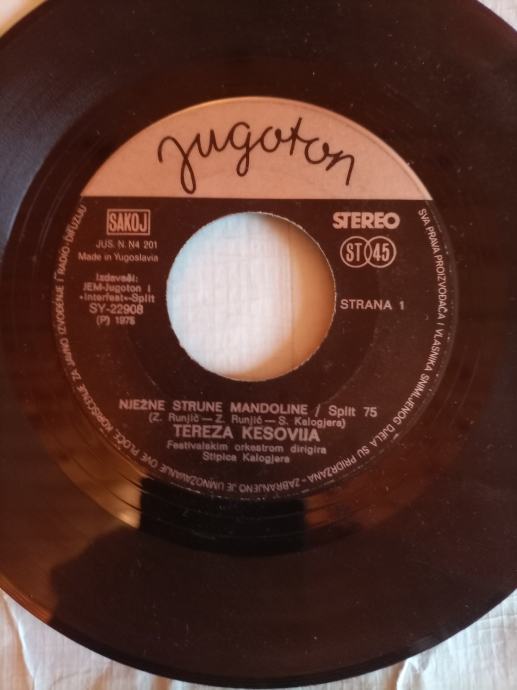 Jugoton
SAKOJ
JUS. N. N4 201
Made in Yugoslavia
Izdavači:
JEM-Jugoton i
»Interfest«-Split
SY-22908
(P) 1975
STEREO
ST 45
STRANA 1
NJEŽNE STRUNE MANDOLINE / Split 75
(Z. Runjić — Z. Runjić — S. Kalogjera)
TEREZA KESOVIJA
Festivalskim orkestrom dirigira
Stipica Kalogjera
SVA PRAVA PROIZVOĐAČA I VLASNIKA SNIMLJENOG DJELA SU PRIDRŽANA - ZABRANJENO JE UMNOŽAVANJE OVE PLOČE, KORIŠĆENJE ZA JAVNO IZVOĐENJE I RADIO-DIFUZIJU